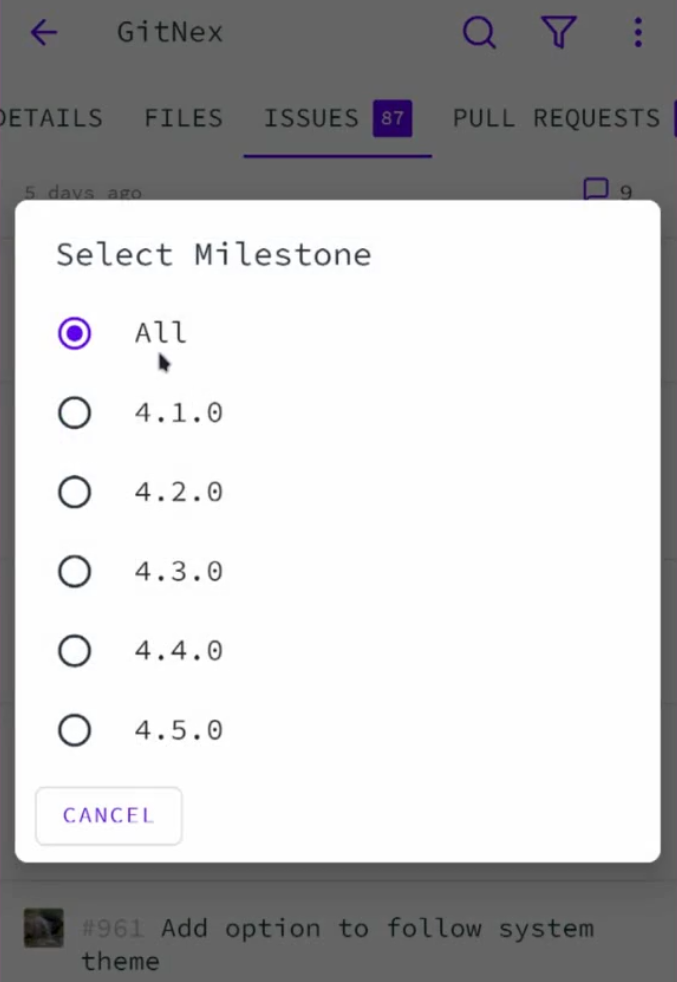 GitNex
DETAILS FILES ISSUES 87 PULL REQUESTS
5 days ago 9
Select Milestone
All
4.1.0
4.2.0
4.3.0
4.4.0
4.5.0
CANCEL
#961 Add option to follow system
theme